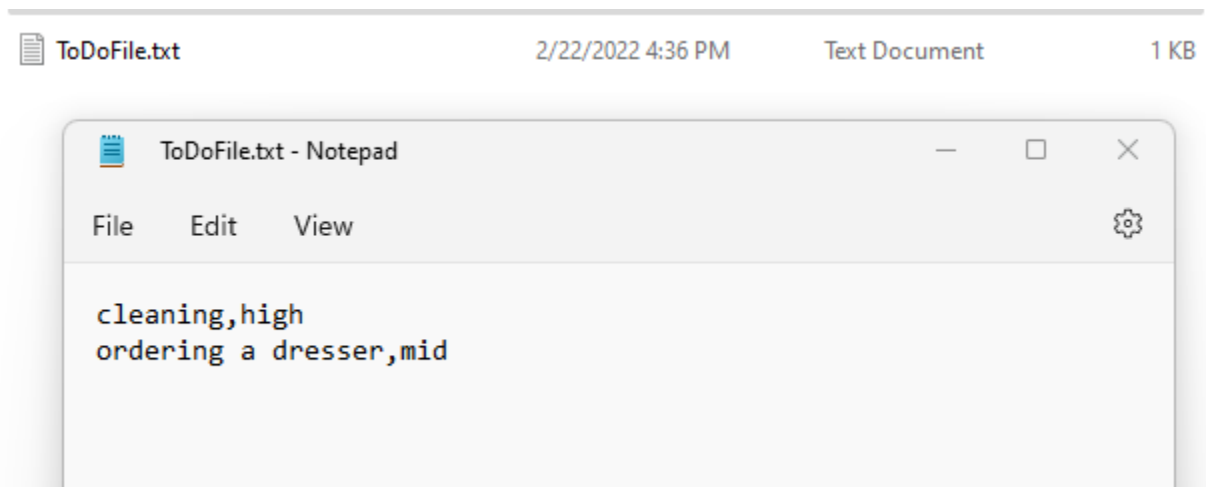 ToDoFile.txt 2/22/2022 4:36 PM Text Document 1 KB
ToDoFile.txt - Notepad
File Edit View
cleaning,high
ordering a dresser,mid